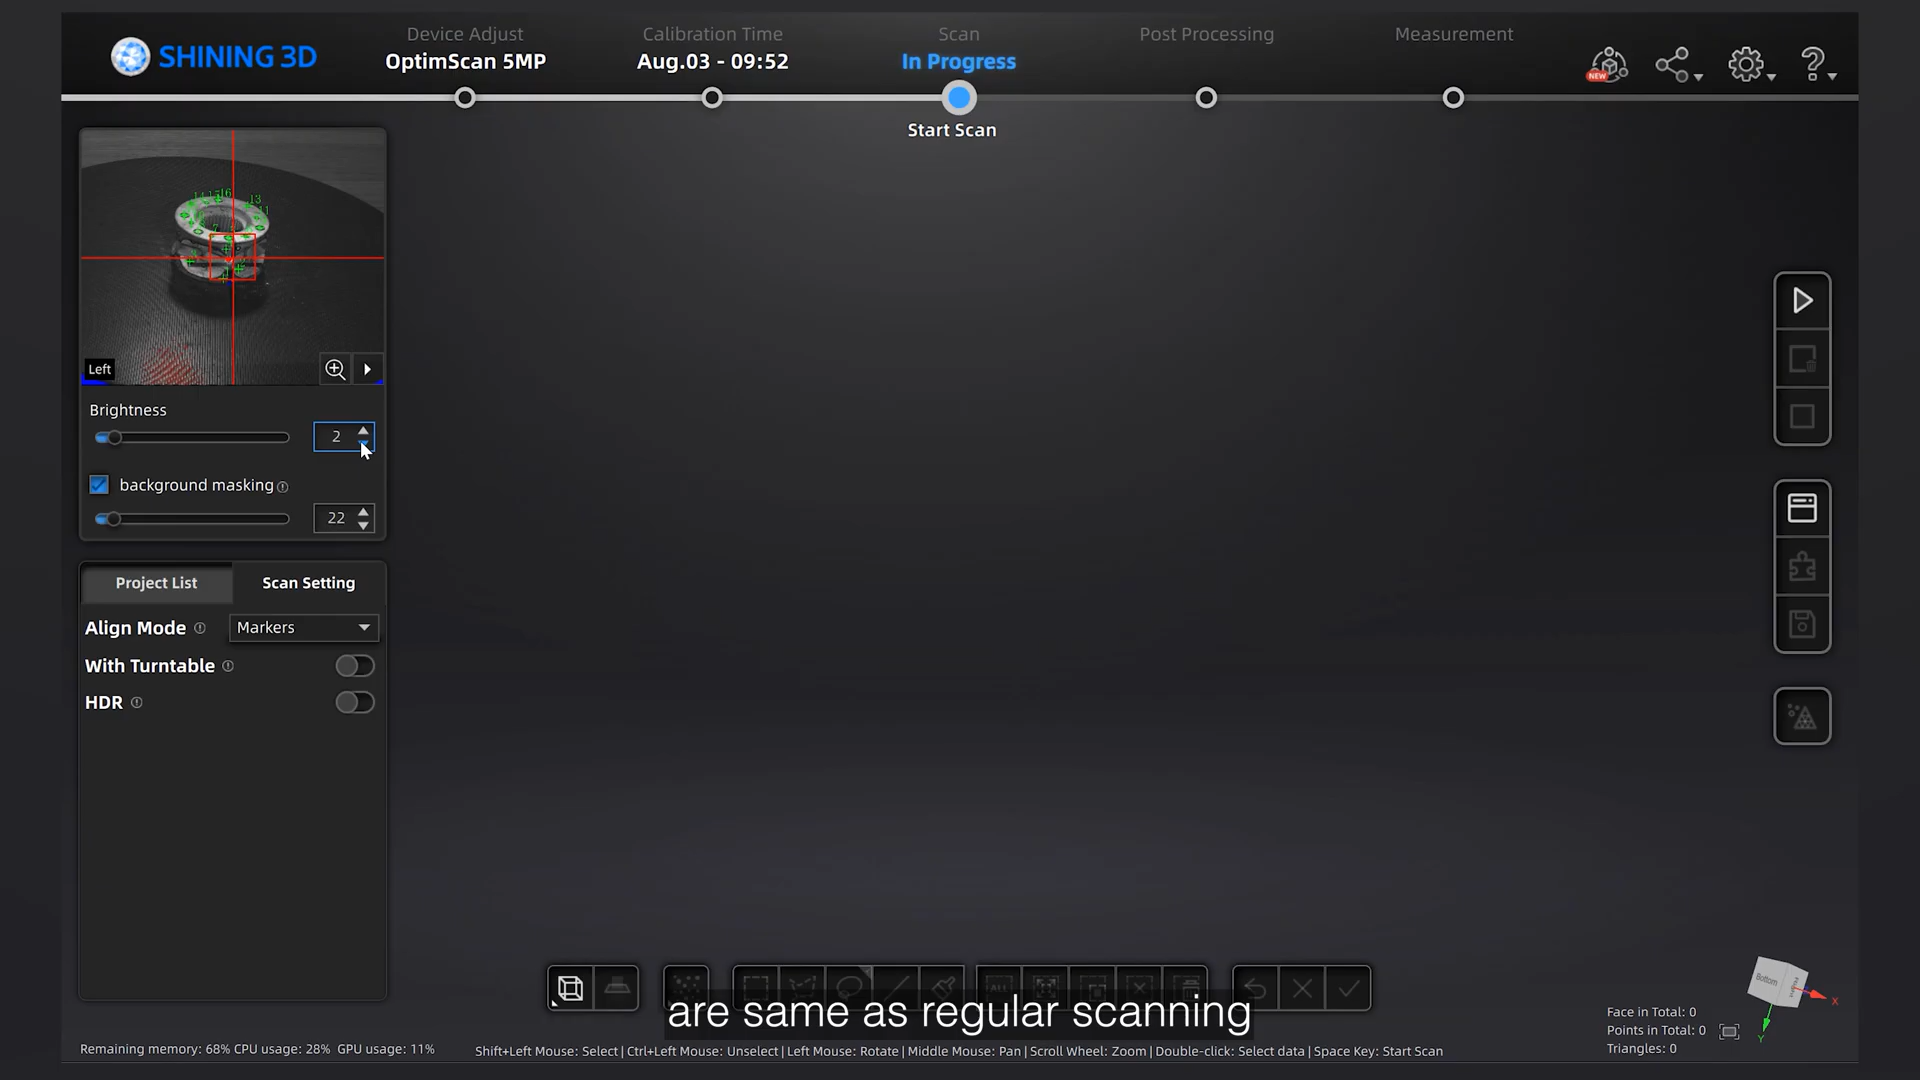 SHINING 3D
Device Adjust
OptimScan 5MP
Calibration Time
Aug.03 - 09:52
Scan
In Progress
Start Scan
Post Processing
Measurement
NEW
Left
Brightness
2
background masking
22
Project List
Scan Setting
Align Mode
Markers
With Turntable
HDR
ALL
are same as regular scanning
Bottom
X
Y
Face in Total: 0
Points in Total: 0
Triangles: 0
Remaining memory: 68% CPU usage: 28% GPU usage: 11%
Shift+Left Mouse: Select | Ctrl+Left Mouse: Unselect | Left Mouse: Rotate | Middle Mouse: Pan | Scroll Wheel: Zoom | Double-click: Select data | Space Key: Start Scan